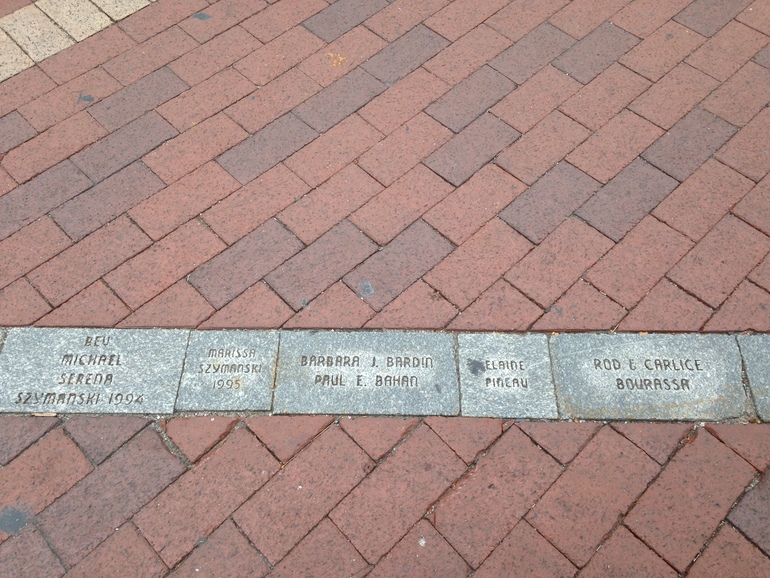 BEV
MICHAEL
SERENA
SZYMANSKI 1994
MARISSA
SZYMANSKI
1995
BARBARA J. BARDIN
PAUL E. BAHAN
ELAINE
PINEAU
ROD & CARLICE
BOURASSA